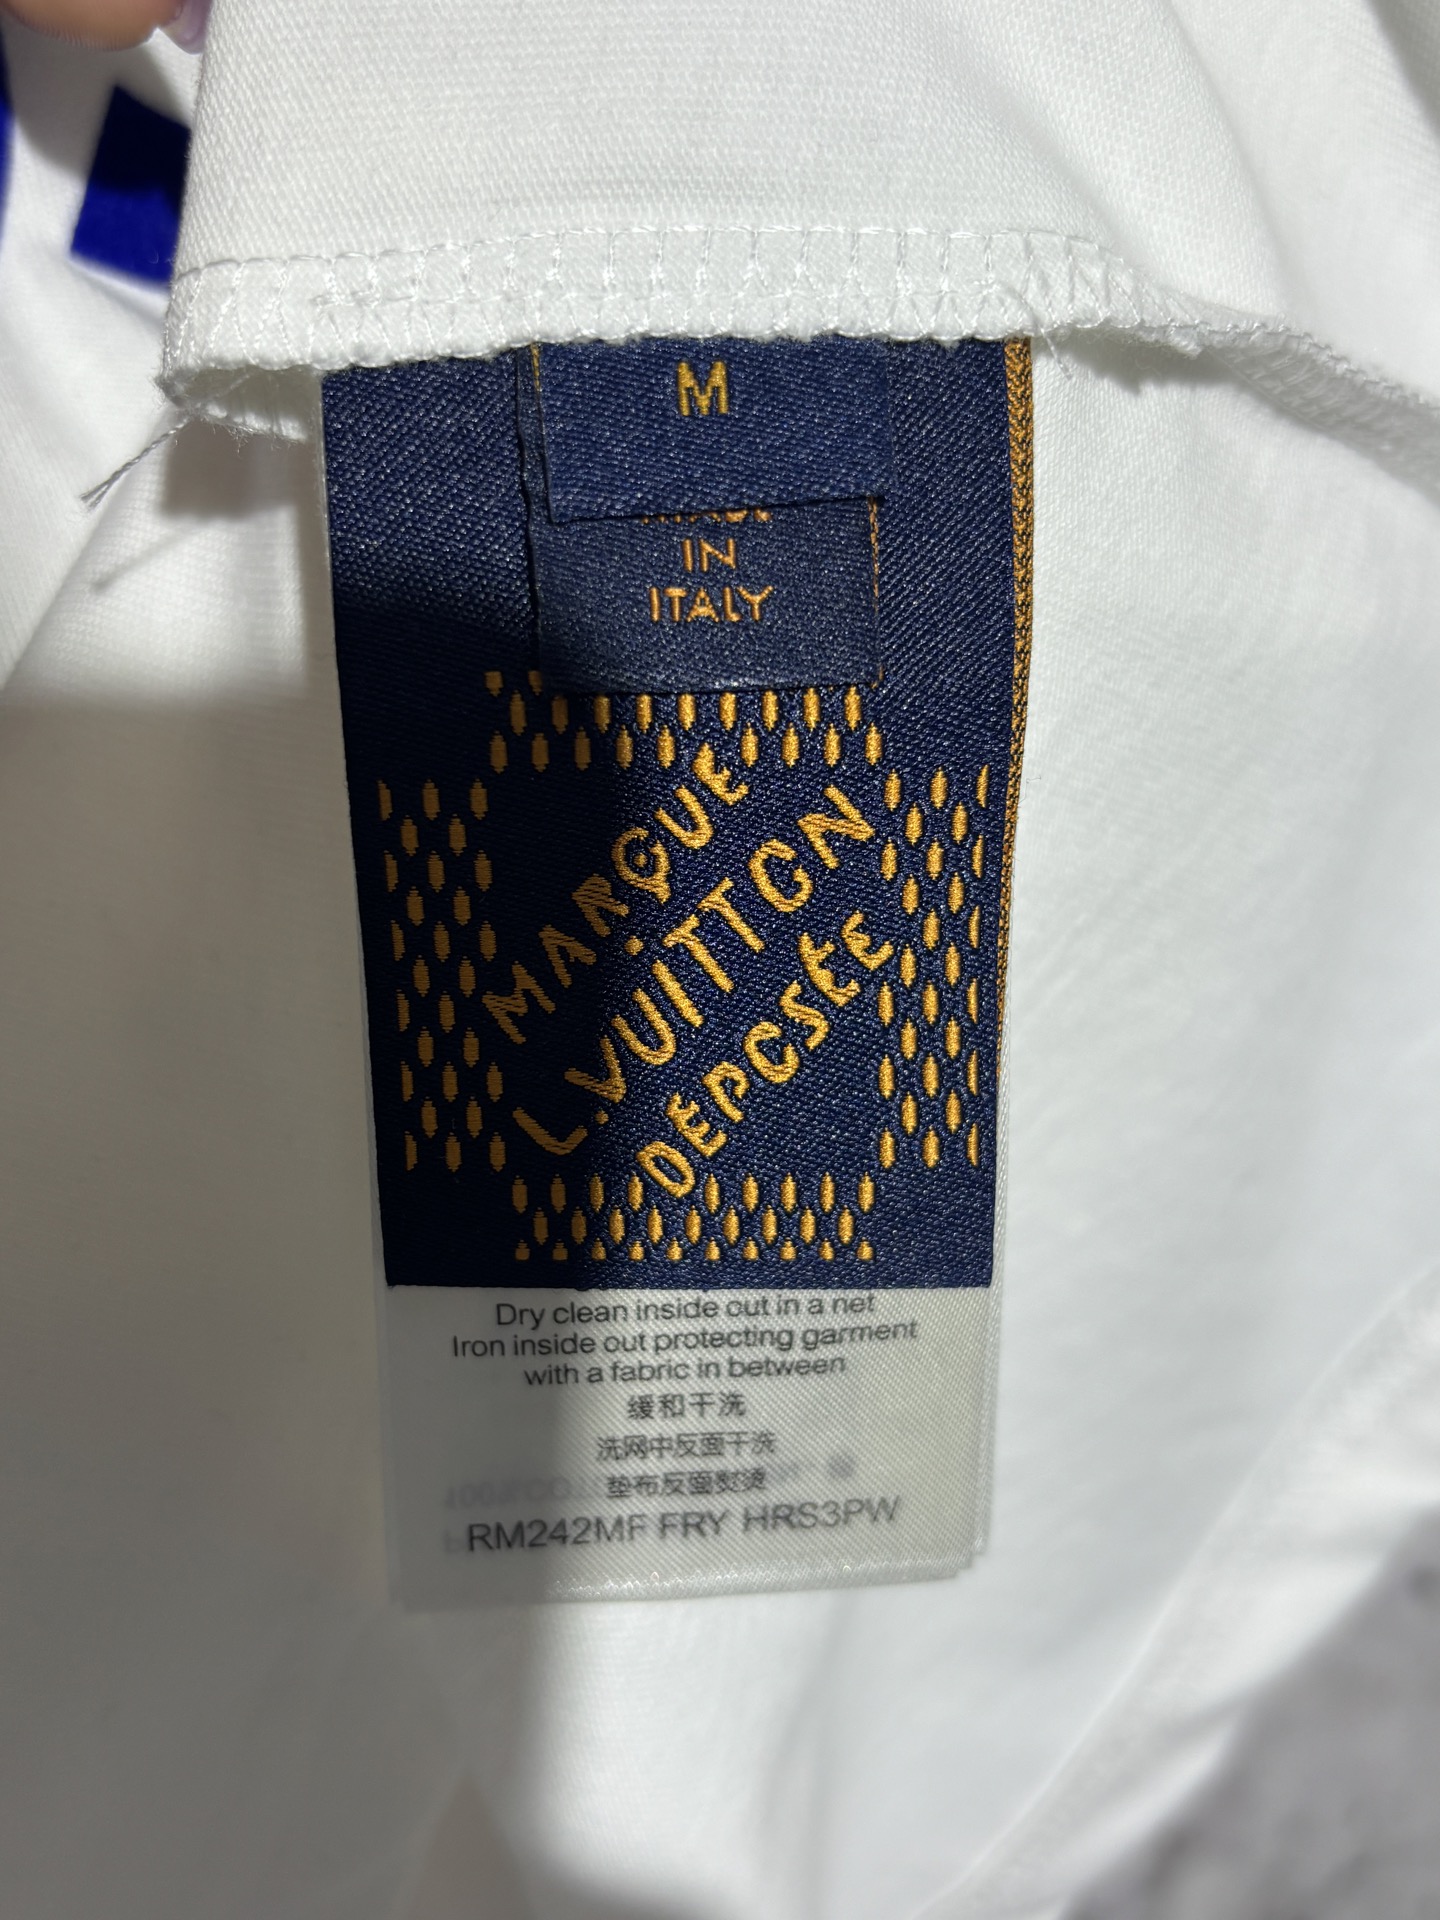 M
MADE
IN
ITALY
MARQUE
L.VUITTON
DEPOSEE
Dry clean inside out in a net
Iron inside out protecting garment
with a fabric in between
缓和干洗
洗网中反面干洗
垫布反面熨烫
RM242MF FRY HRS3PW